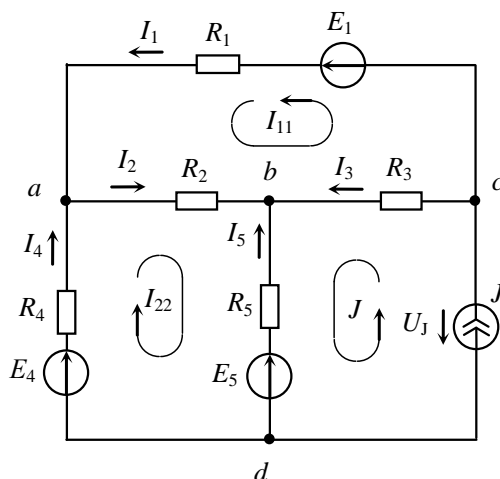 I1 R1 E1
I11
a I2 R2 b I3 R3 c
I4 I5
R4 I22 R5 J UJ J
E4 E5
d